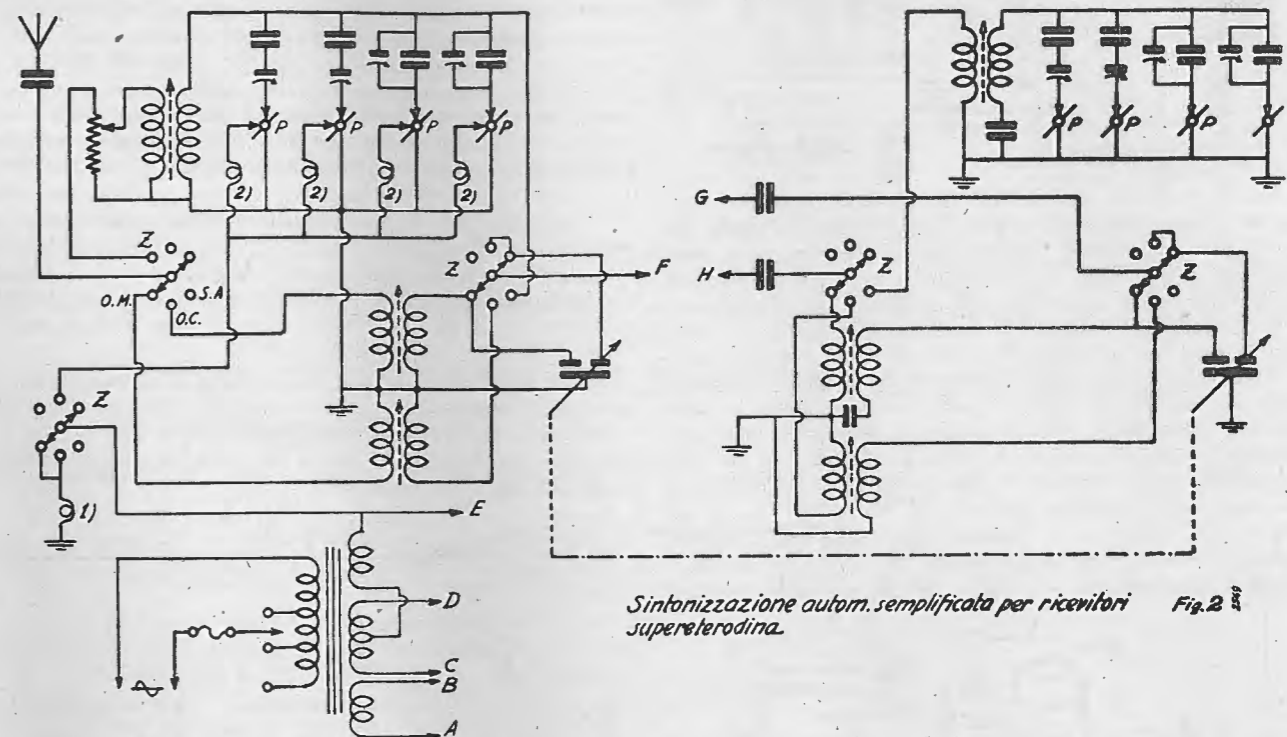 P P P P
2) 2) 2) 2)
Z
O.M.
S.A
O.C.
Z
F
Z
1)
E
D
C
B
A
P P P P
G
H
Z
Z
Sintonizzazione autom. semplificata per ricevitori
supereterodina
Fig. 2